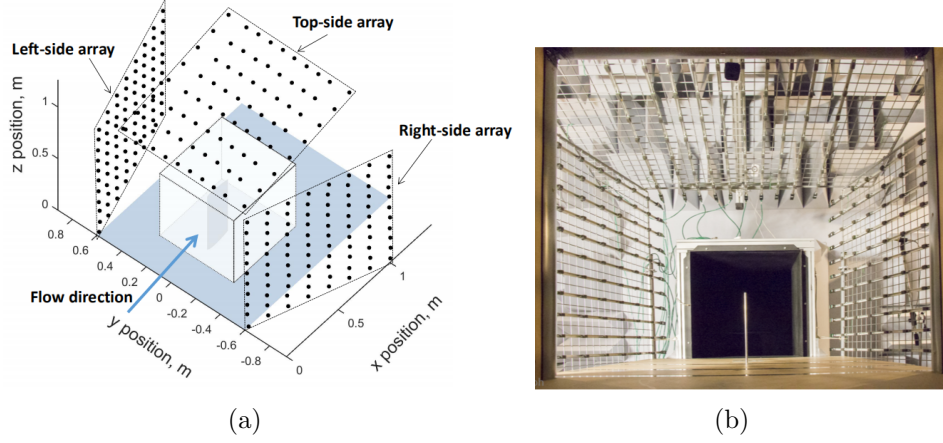 Top-side array
Left-side array
Right-side array
z position, m
1
0.5
0
0.8
0.6
0.4
0.2
0
-0.2
-0.4
-0.6
-0.8
Flow direction
y position, m
0
0.5
1
x position, m
(a)
(b)